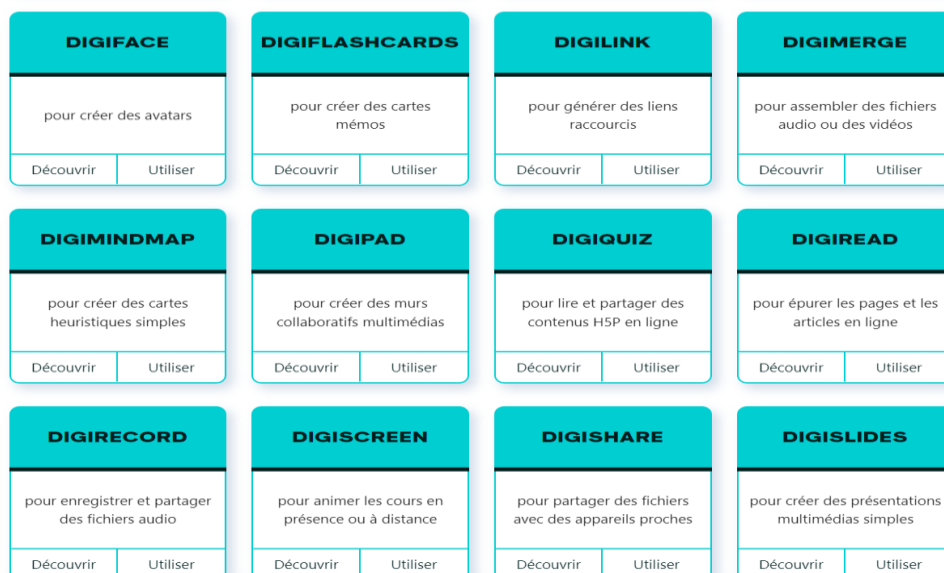 DIGIFACE
pour créer des avatars
Découvrir Utiliser
DIGIFLASHCARDS
pour créer des cartes
mémos
Découvrir Utiliser
DIGILINK
pour générer des liens
raccourcis
Découvrir Utiliser
DIGIMERGE
pour assembler des fichiers
audio ou des vidéos
Découvrir Utiliser
DIGIMINDMAP
pour créer des cartes
heuristiques simples
Découvrir Utiliser
DIGIPAD
pour créer des murs
collaboratifs multimédias
Découvrir Utiliser
DIGIQUIZ
pour lire et partager des
contenus H5P en ligne
Découvrir Utiliser
DIGIREAD
pour épurer les pages et les
articles en ligne
Découvrir Utiliser
DIGIRECORD
pour enregistrer et partager
des fichiers audio
Découvrir Utiliser
DIGISCREEN
pour animer les cours en
présence ou à distance
Découvrir Utiliser
DIGISHARE
pour partager des fichiers
avec des appareils proches
Découvrir Utiliser
DIGISLIDES
pour créer des présentations
multimédias simples
Découvrir Utiliser